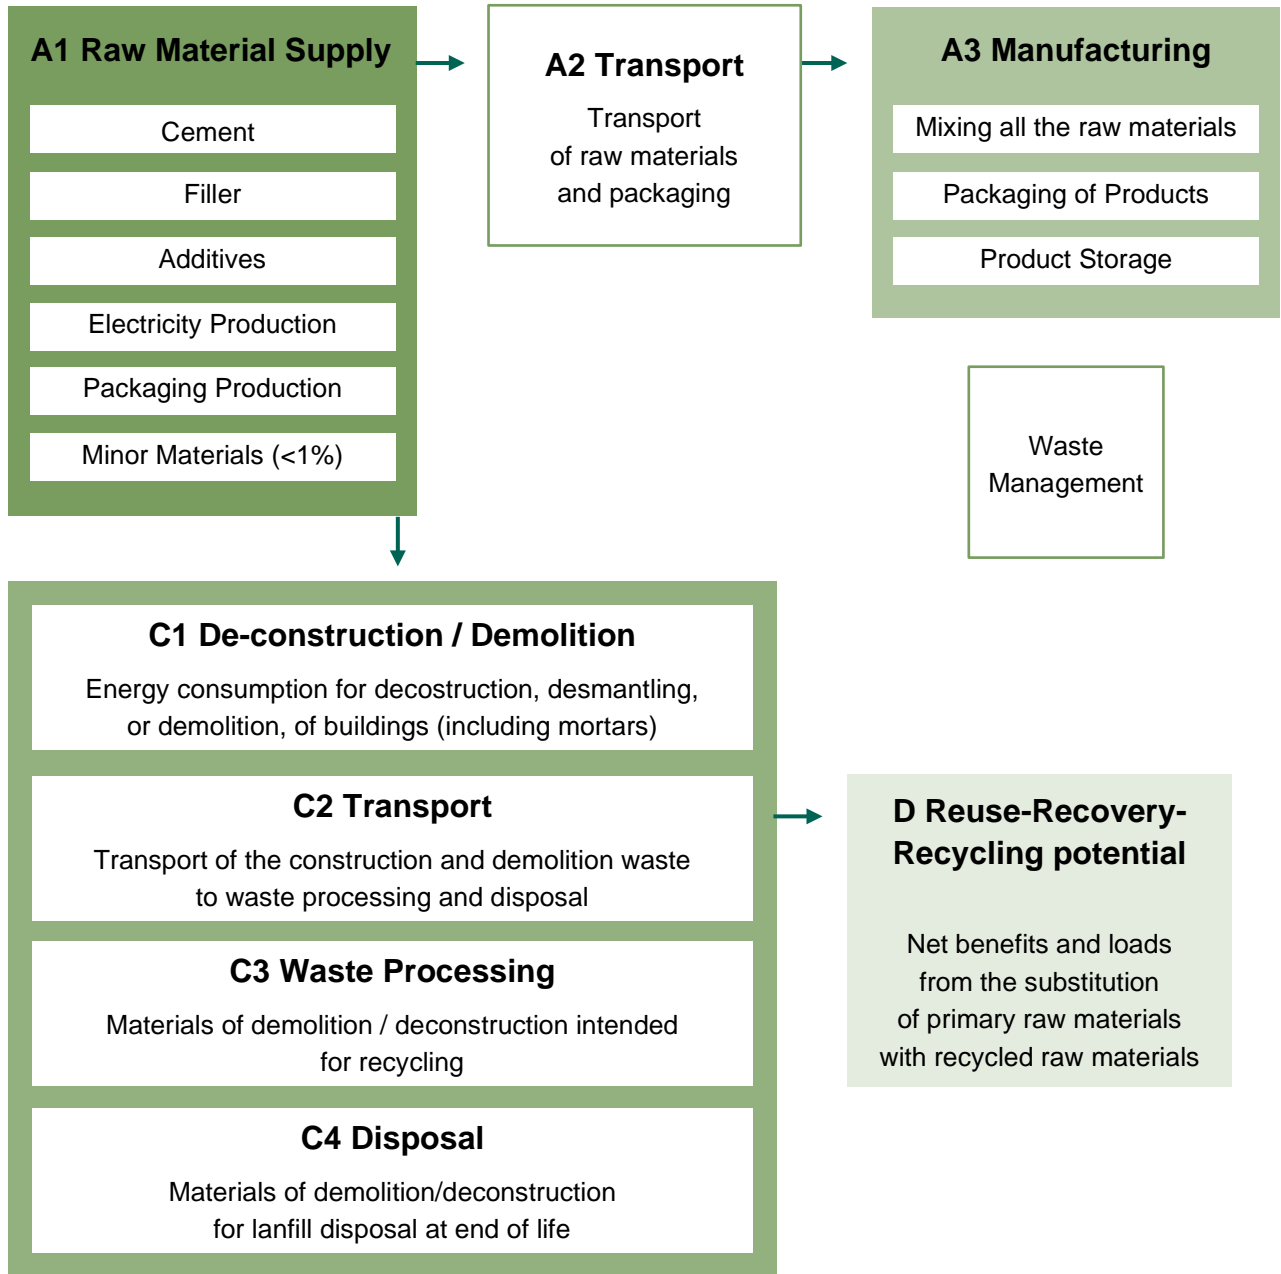 A1 Raw Material Supply
Cement
Filler
Additives
Electricity Production
Packaging Production
Minor Materials (<1%)
A2 Transport
Transport
of raw materials
and packaging
A3 Manufacturing
Mixing all the raw materials
Packaging of Products
Product Storage
Waste
Management
C1 De-construction / Demolition
Energy consumption for decostruction, desmantling,
or demolition, of buildings (including mortars)
C2 Transport
Transport of the construction and demolition waste
to waste processing and disposal
C3 Waste Processing
Materials of demolition / deconstruction intended
for recycling
C4 Disposal
Materials of demolition/deconstruction
for lanfill disposal at end of life
D Reuse-Recovery-
Recycling potential
Net benefits and loads
from the substitution
of primary raw materials
with recycled raw materials